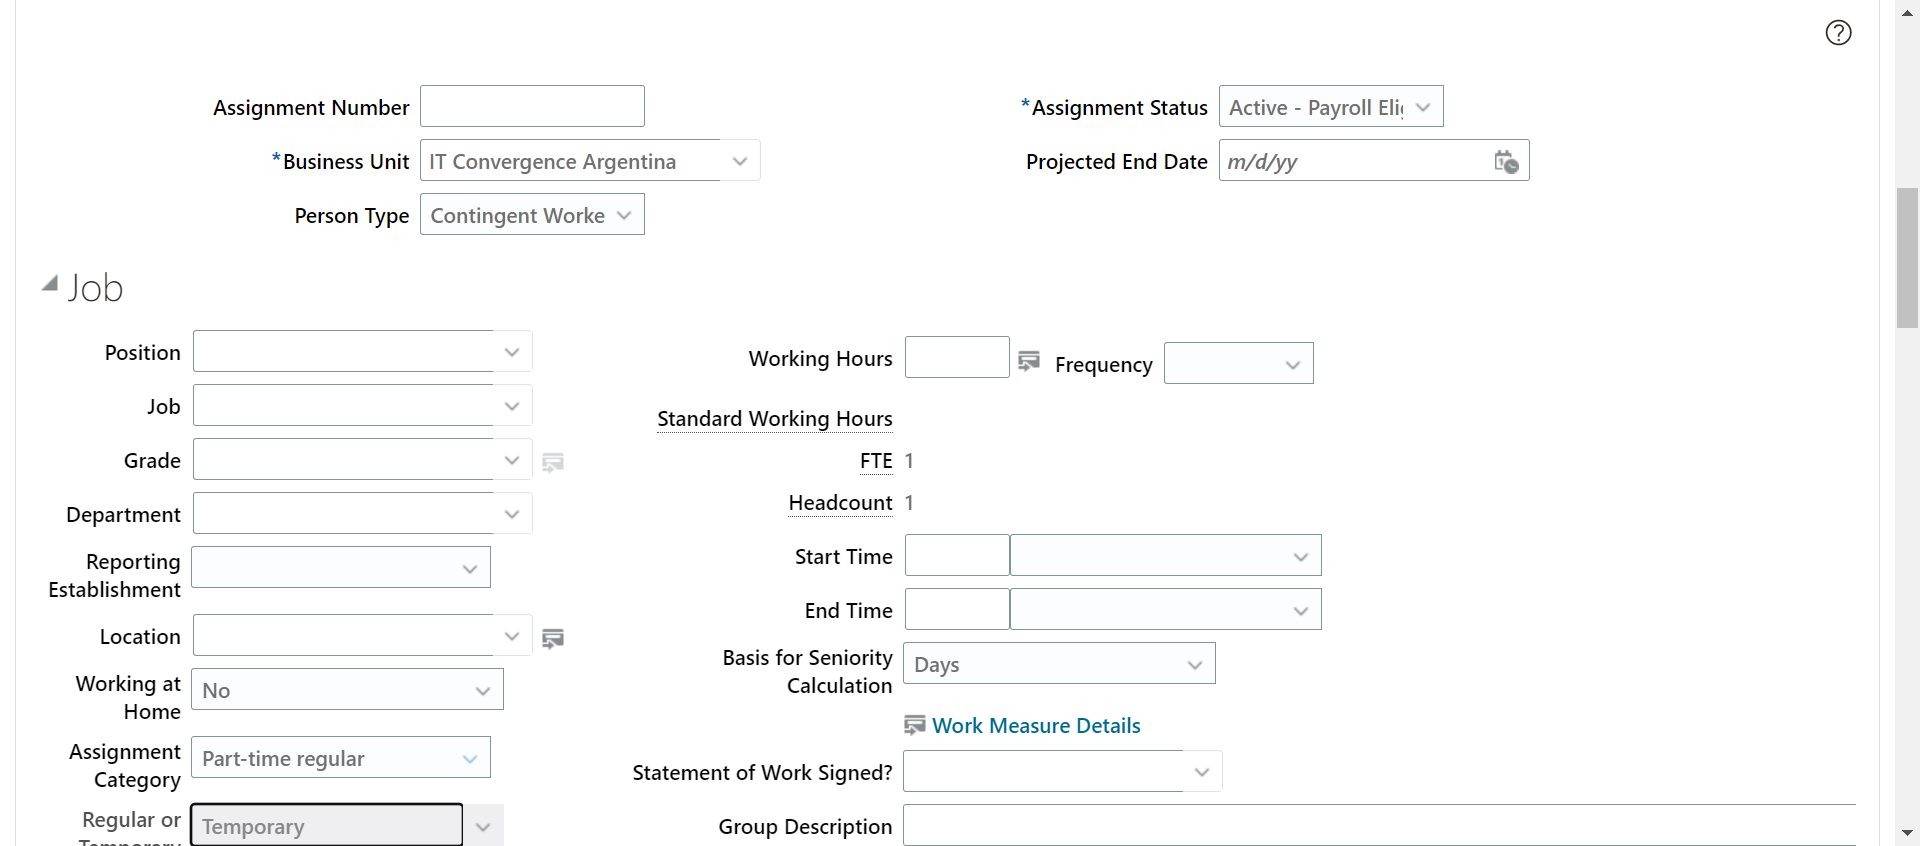 Assignment Number
*Assignment Status Active - Payroll Eli
*Business Unit IT Convergence Argentina
Projected End Date m/d/yy
Person Type Contingent Worke
Job
Position
Working Hours
Frequency
Job
Standard Working Hours
Grade
FTE 1
Department
Headcount 1
Reporting
Establishment
Start Time
End Time
Location
Basis for Seniority
Calculation
Days
Working at
Home
No
Work Measure Details
Assignment
Category
Part-time regular
Statement of Work Signed?
Regular or
Temporary
Temporary
Group Description